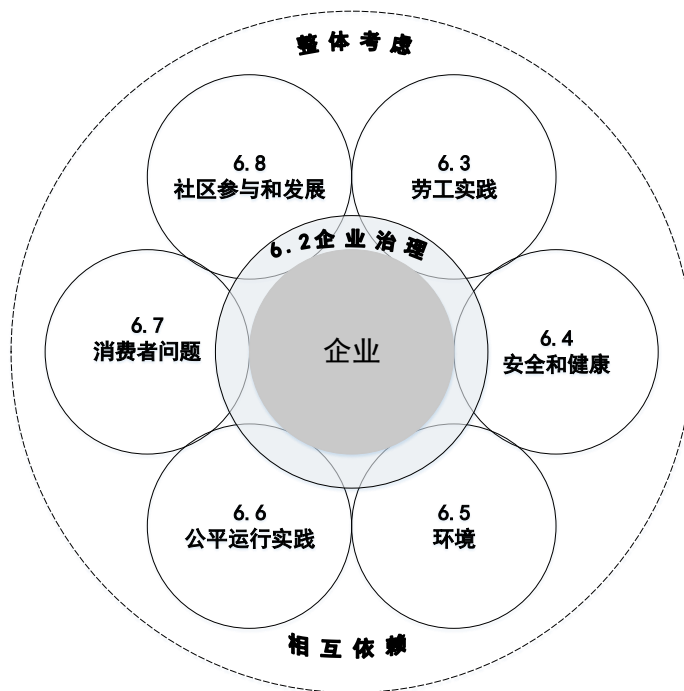 整体考虑
6.8
社区参与和发展
6.3
劳工实践
6.2企业治理
6.7
消费者问题
企业
6.4
安全和健康
6.6
公平运行实践
6.5
环境
相互依赖